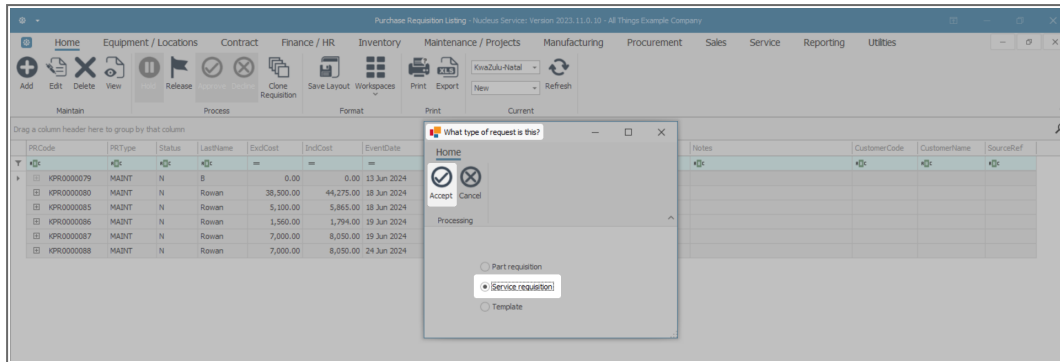 Purchase Requisition Listing - Nucleus Service: Version 2023.11.0.10 - All Things Example Company
Home Equipment / Locations Contract Finance / HR Inventory Maintenance / Projects Manufacturing Procurement Sales Service Reporting Utilities
Add Edit Delete View Hold Release Approve Decline Clone Requisition Save Layout Workspaces Print Export Refresh
KwaZulu-Natal
New
Maintain Process Format Print Current
Drag a column header here to group by that column
PRCode PRType Status LastName ExclCost InclCost EventDate Notes CustomerCode CustomerName SourceRef
= = =
KPR0000079 MAINT N B 0.00 0.00 13 Jun 2024
KPR0000080 MAINT N Rowan 38,500.00 44,275.00 18 Jun 2024
KPR0000085 MAINT N Rowan 5,100.00 5,865.00 18 Jun 2024
KPR0000086 MAINT N Rowan 1,560.00 1,794.00 19 Jun 2024
KPR0000087 MAINT N Rowan 7,000.00 8,050.00 19 Jun 2024
KPR0000088 MAINT N Rowan 7,000.00 8,050.00 24 Jun 2024
What type of request is this?
Home
Accept Cancel
Processing
Part requisition
Service requisition
Template